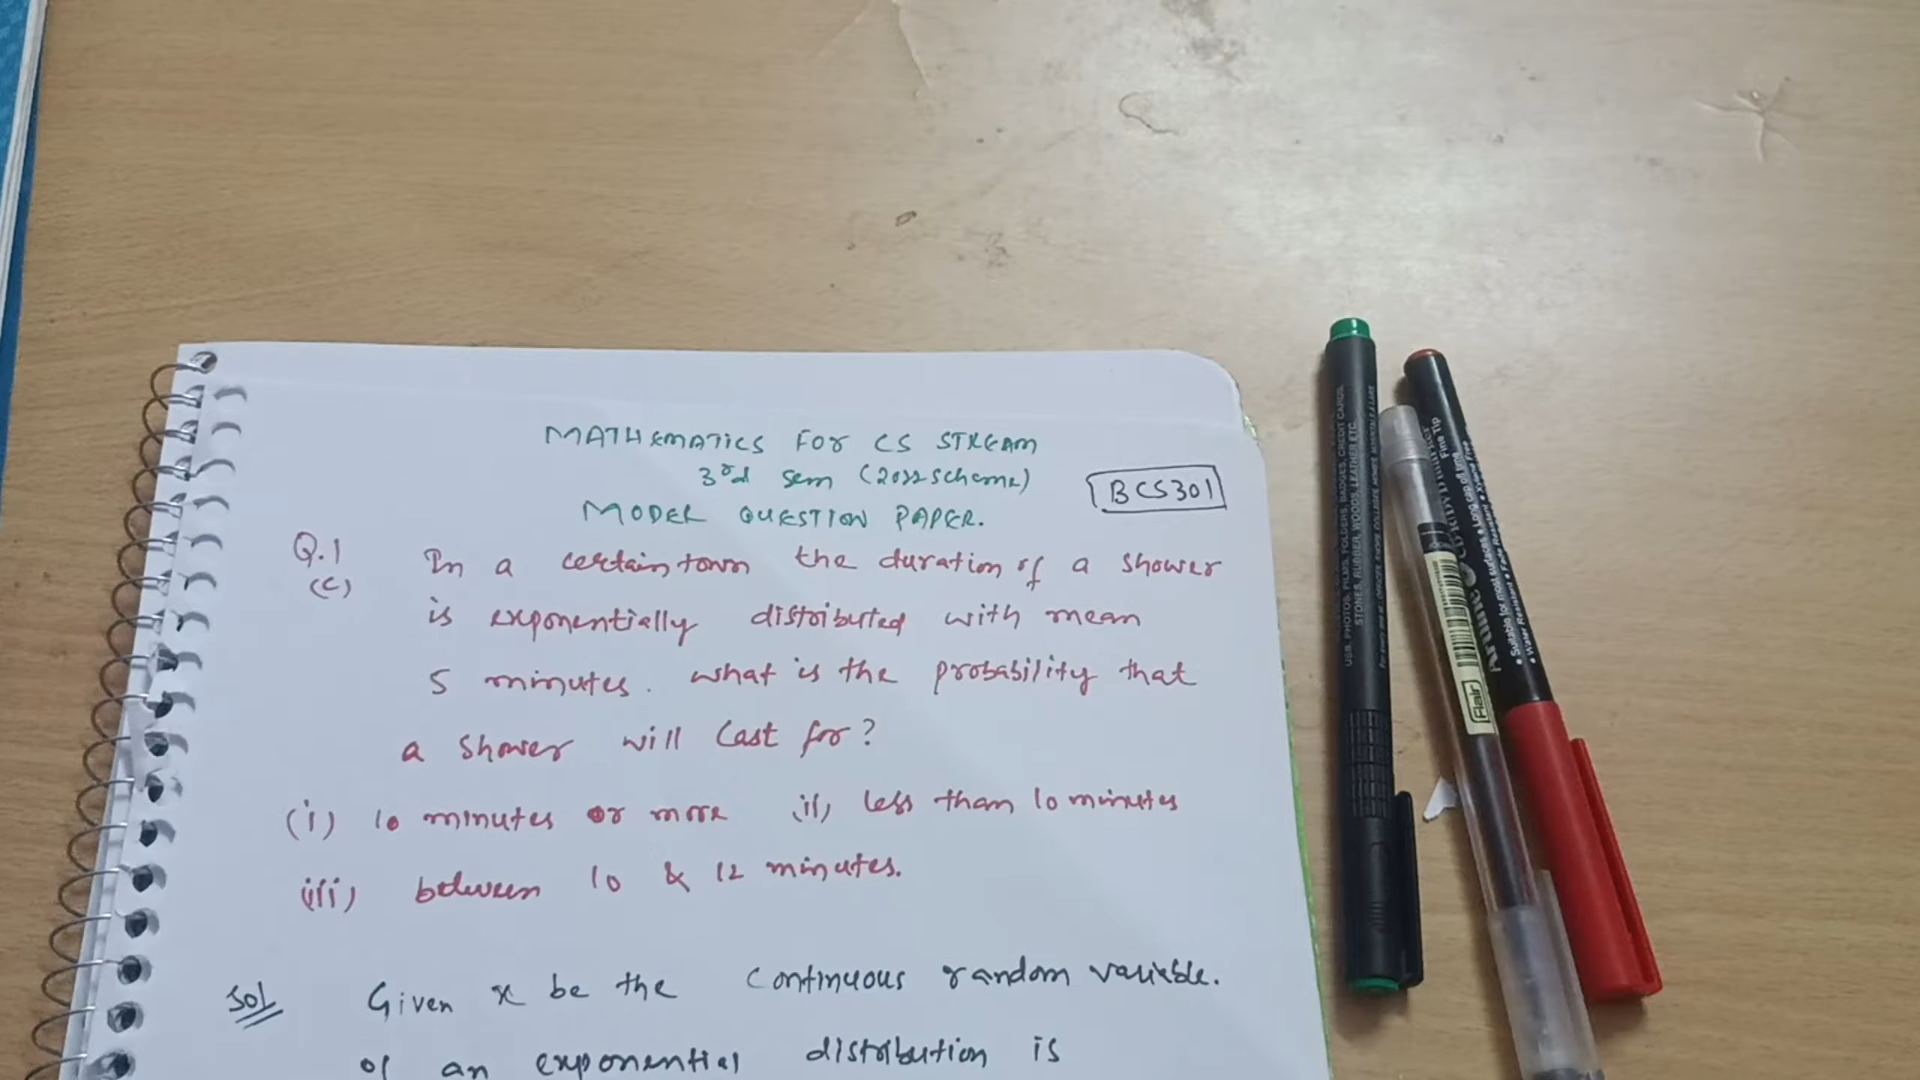 MATHEMATICS FOR CS STREAM
3rd sem (2022 scheme)
BCS301
MODEL QUESTION PAPER.
Q.1 In a certain town the duration of a shower
(c)
is exponentially distributed with mean
5 minutes. what is the probability that
a shower will last for?
(i) 10 minutes or more ii) less than 10 minutes
iii) between 10 & 12 minutes.
Sol Given x be the continuous random variable.
of an exponential distribution is
Flair
Fine Tip